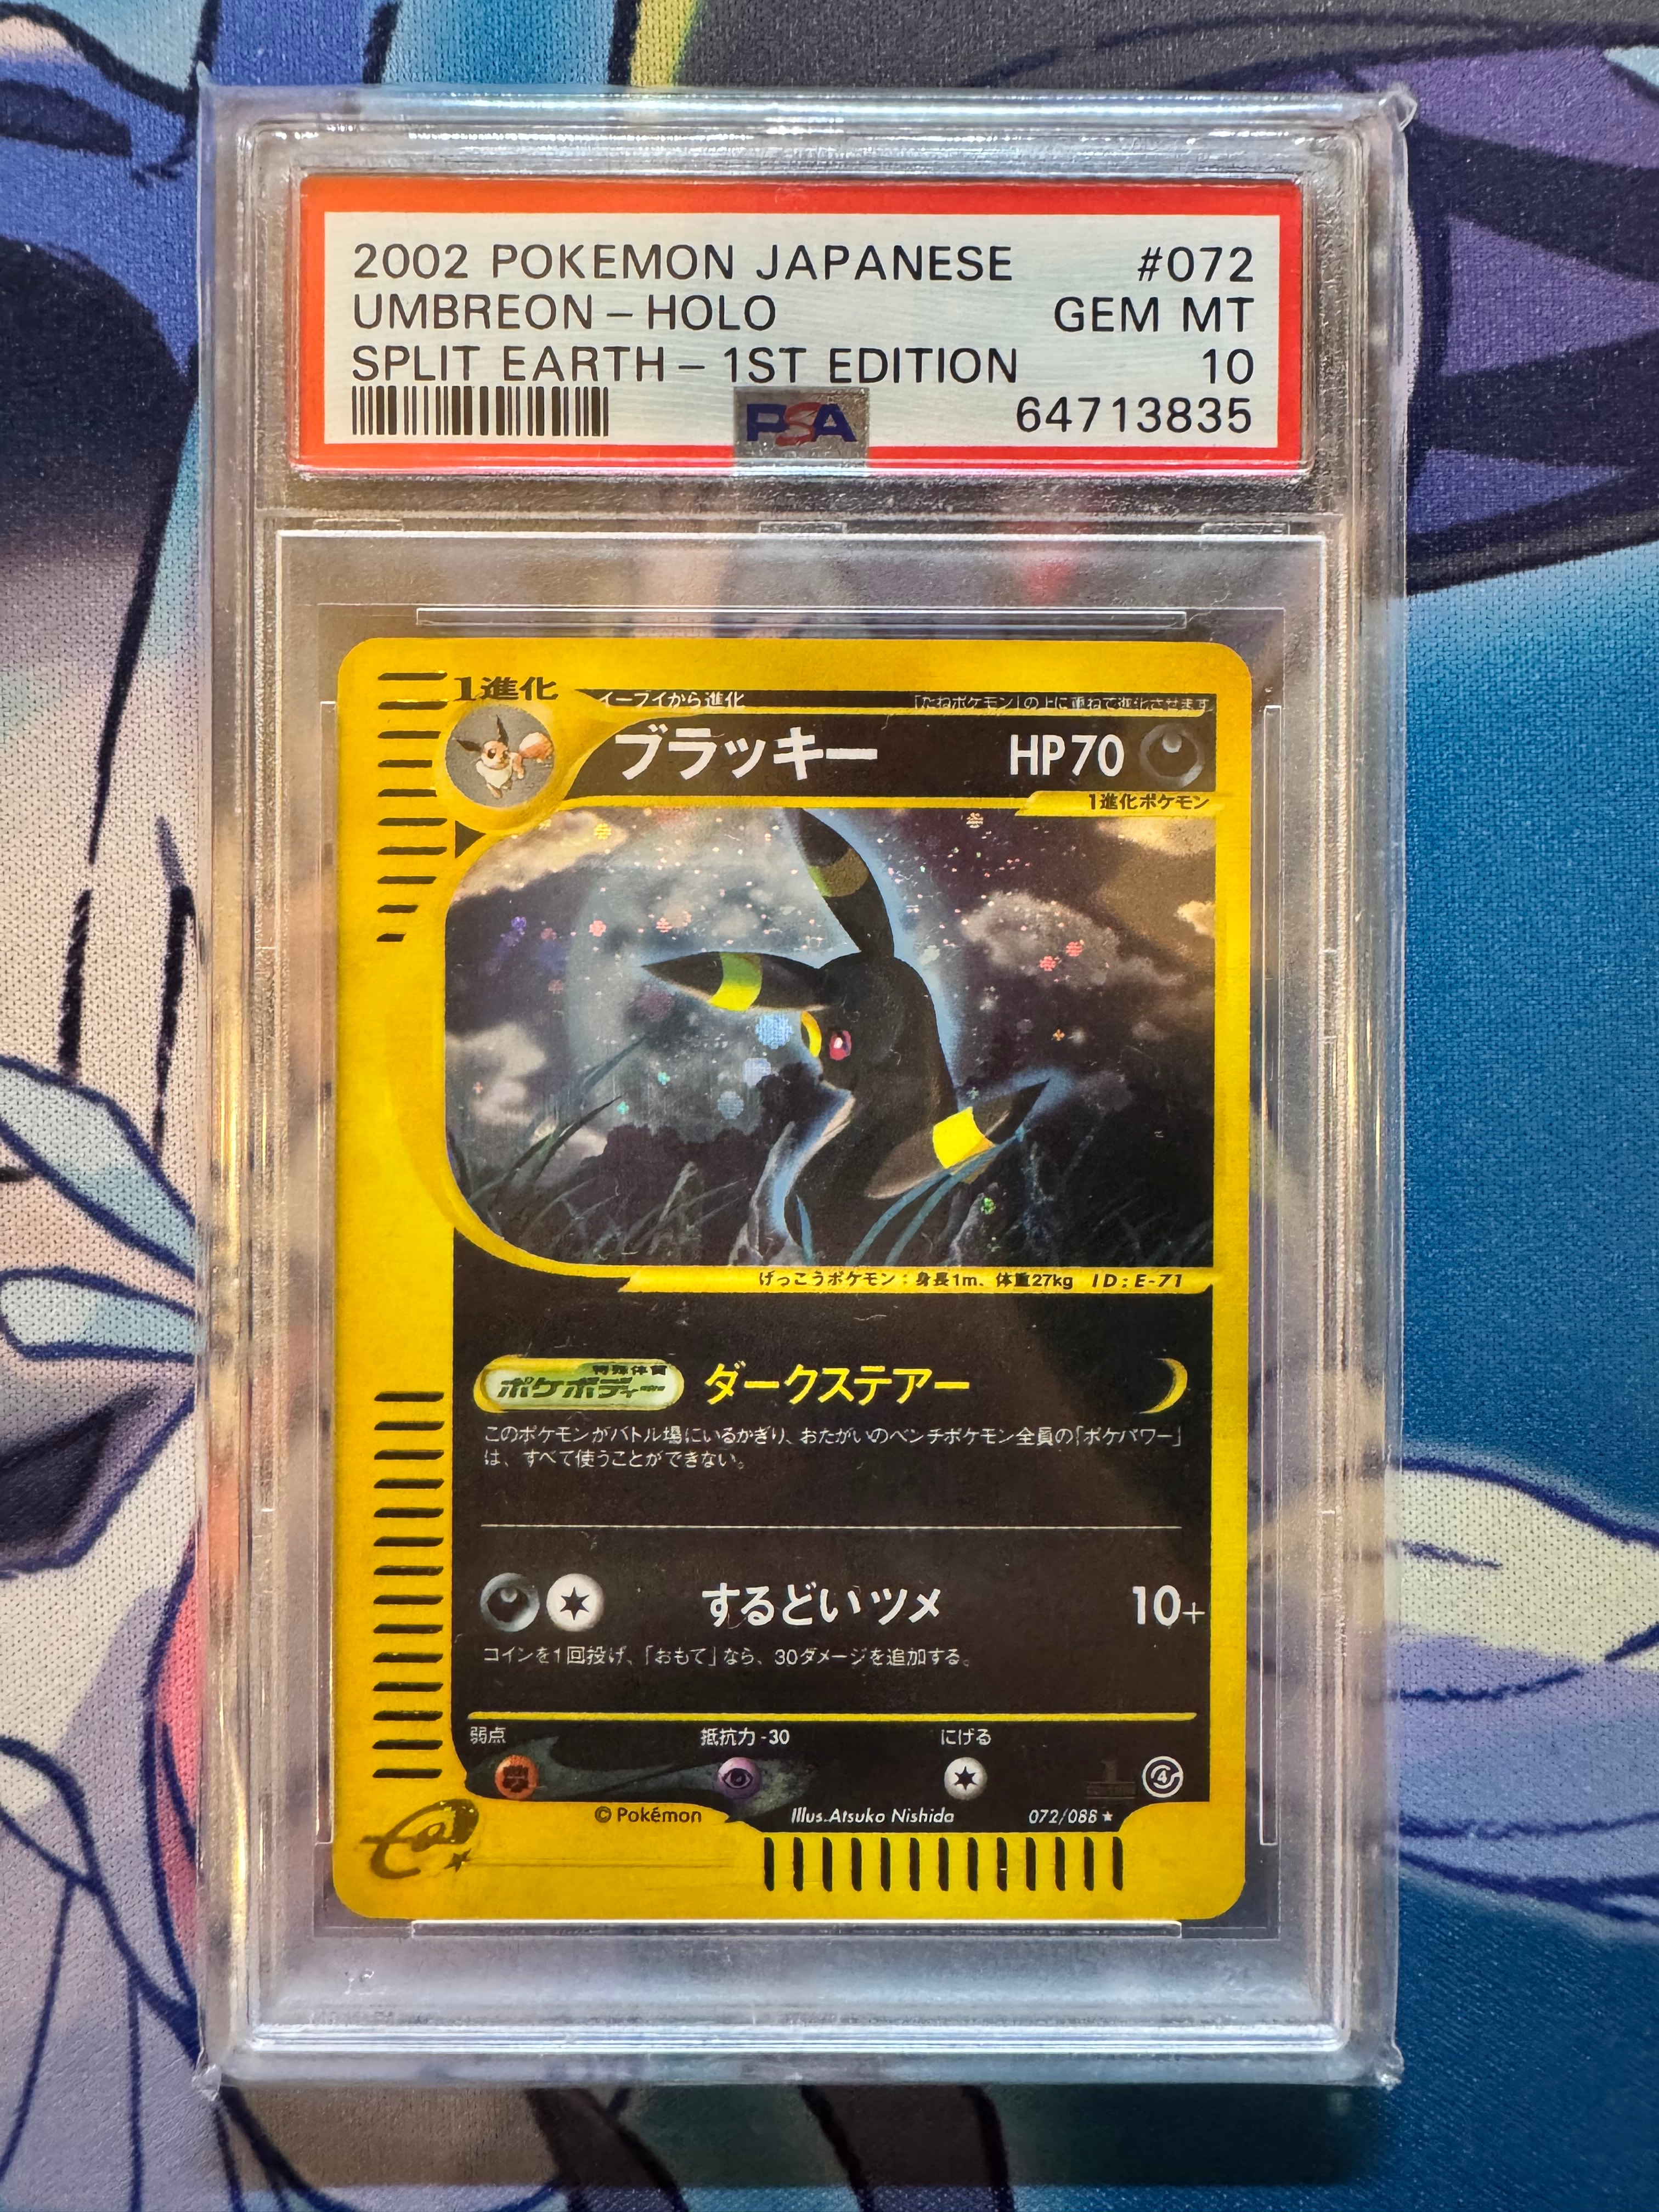 2002 POKEMON JAPANESE #072
UMBREON - HOLO GEM MT
SPLIT EARTH - 1ST EDITION 10
PSA 64713835
1進化 イーブイから進化 「たねポケモン」の上に重ねて進化させます
ブラッキー HP70
1進化ポケモン
げっこうポケモン：身長1m、体重27kg ID:E-71
特殊体質
ポケボディー ダークステアー
このポケモンがバトル場にいるかぎり、おたがいのベンチポケモン全員の「ポケパワー」
は、すべて使うことができない。
するどいツメ 10+
コインを1回投げ、「おもて」なら、30ダメージを追加する。
弱点 抵抗力-30 にげる
1 4
© Pokémon Illus.Atsuko Nishida 072/088 ★
e